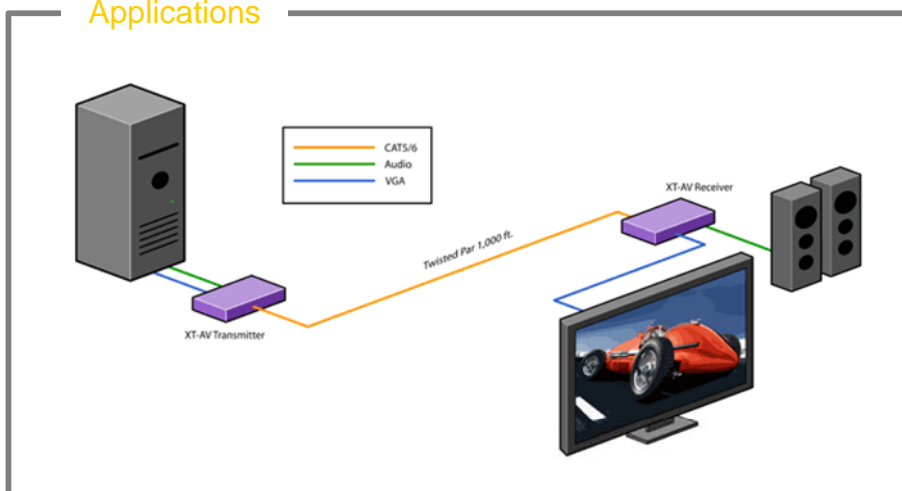 Applications
CAT5/6
Audio
VGA
XT-AV Receiver
Twisted Par 1,000 ft.
XT-AV Transmitter